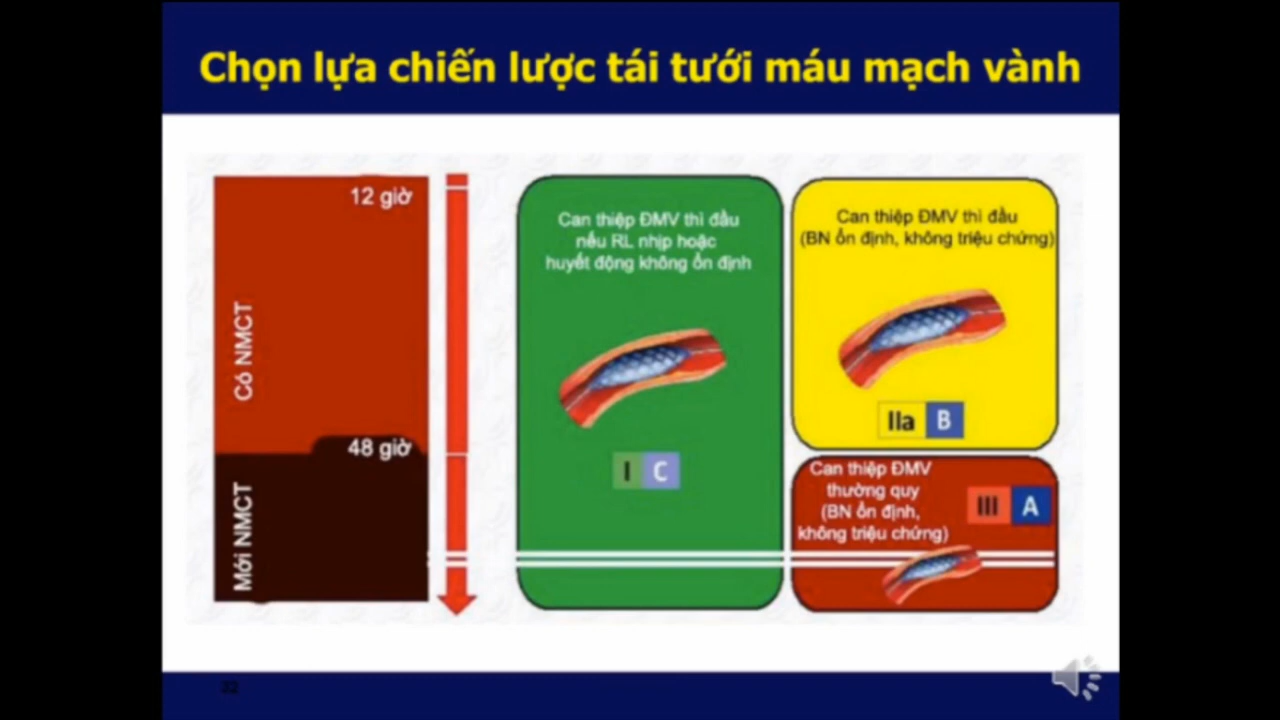 Chọn lựa chiến lược tái tưới máu mạch vành
12 giờ
Có NMCT
48 giờ
Mới NMCT
Can thiệp ĐMV thì đầu
nếu RL nhịp hoặc
huyết động không ổn định
I C
Can thiệp ĐMV thì đầu
(BN ổn định, không triệu chứng)
IIa B
Can thiệp ĐMV
thường quy
(BN ổn định,
không triệu chứng)
III A
32